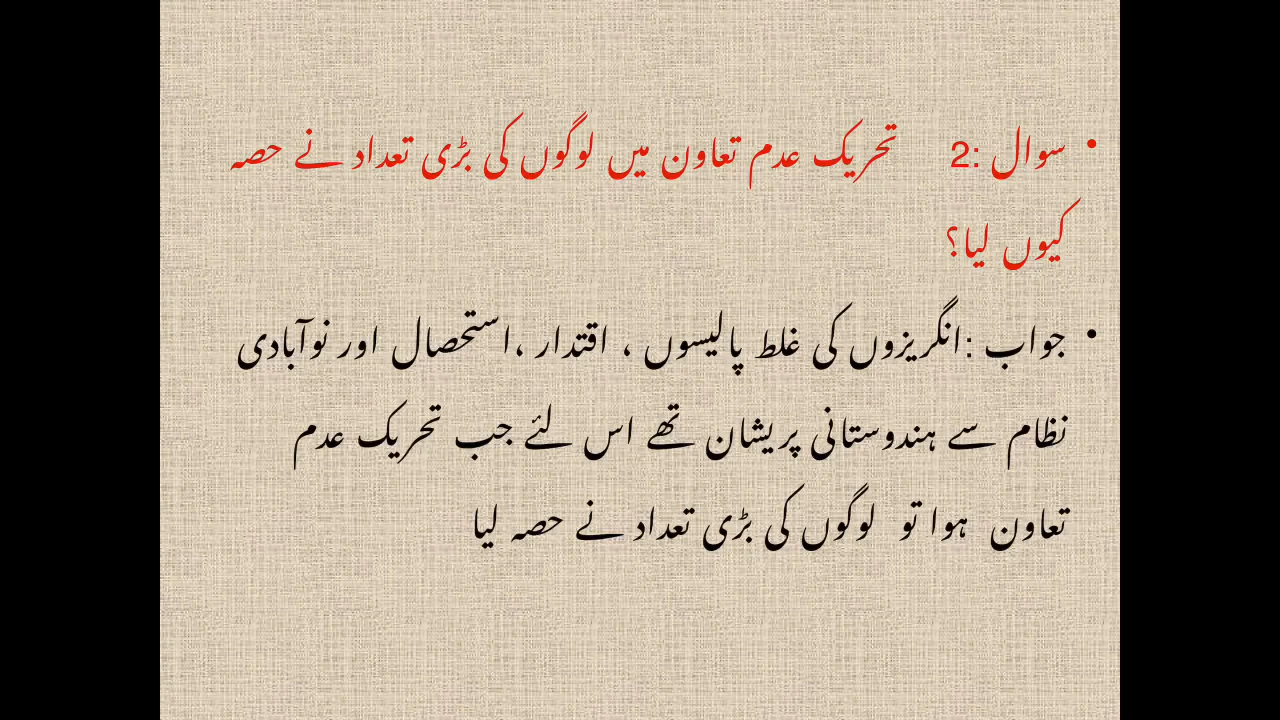 • سوال :2 تحریک عدم تعاون میں لوگوں کی بڑی تعداد نے حصہ
کیوں لیا؟
• جواب :انگریزوں کی غلط پالیسوں ، اقتدار ،استحصال اور نوآبادی
نظام سے ہندوستانی پریشان تھے اس لئے جب تحریک عدم
تعاون ہوا تو لوگوں کی بڑی تعداد نے حصہ لیا